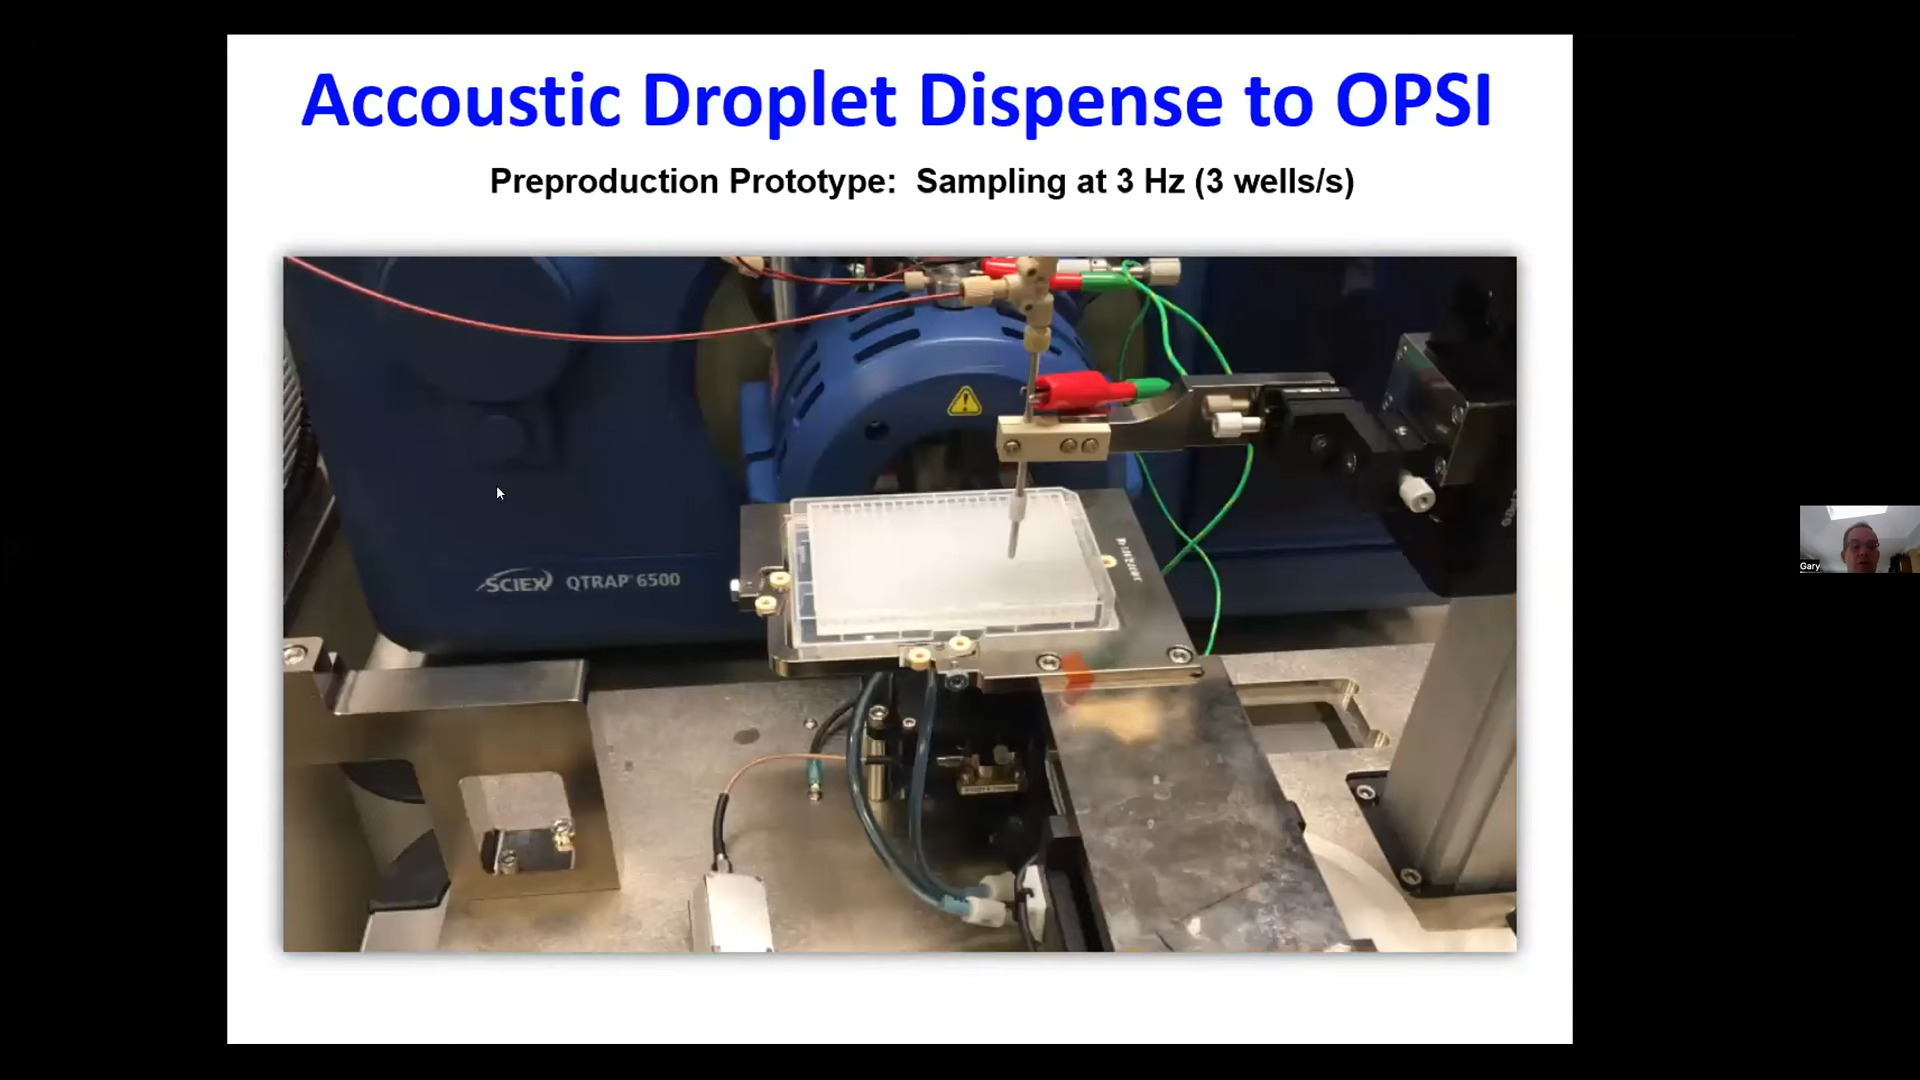 Accoustic Droplet Dispense to OPSI
Preproduction Prototype: Sampling at 3 Hz (3 wells/s)
SCIEX QTRAP 6500
Gary